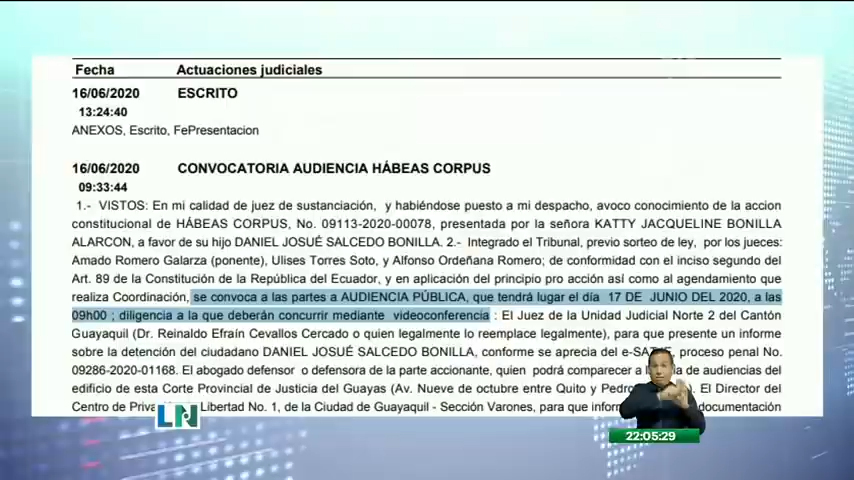 Fecha Actuaciones judiciales
16/06/2020 ESCRITO
13:24:40
ANEXOS, Escrito, FePresentacion
16/06/2020 CONVOCATORIA AUDIENCIA HÁBEAS CORPUS
09:33:44
1.- VISTOS: En mi calidad de juez de sustanciación, y habiéndose puesto a mi despacho, avoco conocimiento de la accion
constitucional de HÁBEAS CORPUS, No. 09113-2020-00078, presentada por la señora KATTY JACQUELINE BONILLA
ALARCON, a favor de su hijo DANIEL JOSUÉ SALCEDO BONILLA. 2.- Integrado el Tribunal, previo sorteo de ley, por los jueces:
Amado Romero Galarza (ponente), Ulises Torres Soto, y Alfonso Ordeñana Romero; de conformidad con el inciso segundo del
Art. 89 de la Constitución de la República del Ecuador, y en aplicación del principio pro acción así como al agendamiento que
realiza Coordinación, se convoca a las partes a AUDIENCIA PÚBLICA, que tendrá lugar el día 17 DE JUNIO DEL 2020, a las
09h00 ; diligencia a la que deberán concurrir mediante videoconferencia : El Juez de la Unidad Judicial Norte 2 del Cantón
Guayaquil (Dr. Reinaldo Efraín Cevallos Cercado o quien legalmente lo reemplace legalmente), para que presente un informe
sobre la detención del ciudadano DANIEL JOSUÉ SALCEDO BONILLA, conforme se aprecia del proceso penal No.
09286-2020-01168. El abogado defensor o defensora de la parte accionante, quien podrá comparecer a la de audiencias del
edificio de esta Corte Provincial de Justicia del Guayas (Av. Nueve de octubre entre Quito y El Director del
Centro de Libertad No. 1, de la Ciudad de Guayaquil - Sección Varones, para que documentación
LN
22:05:29